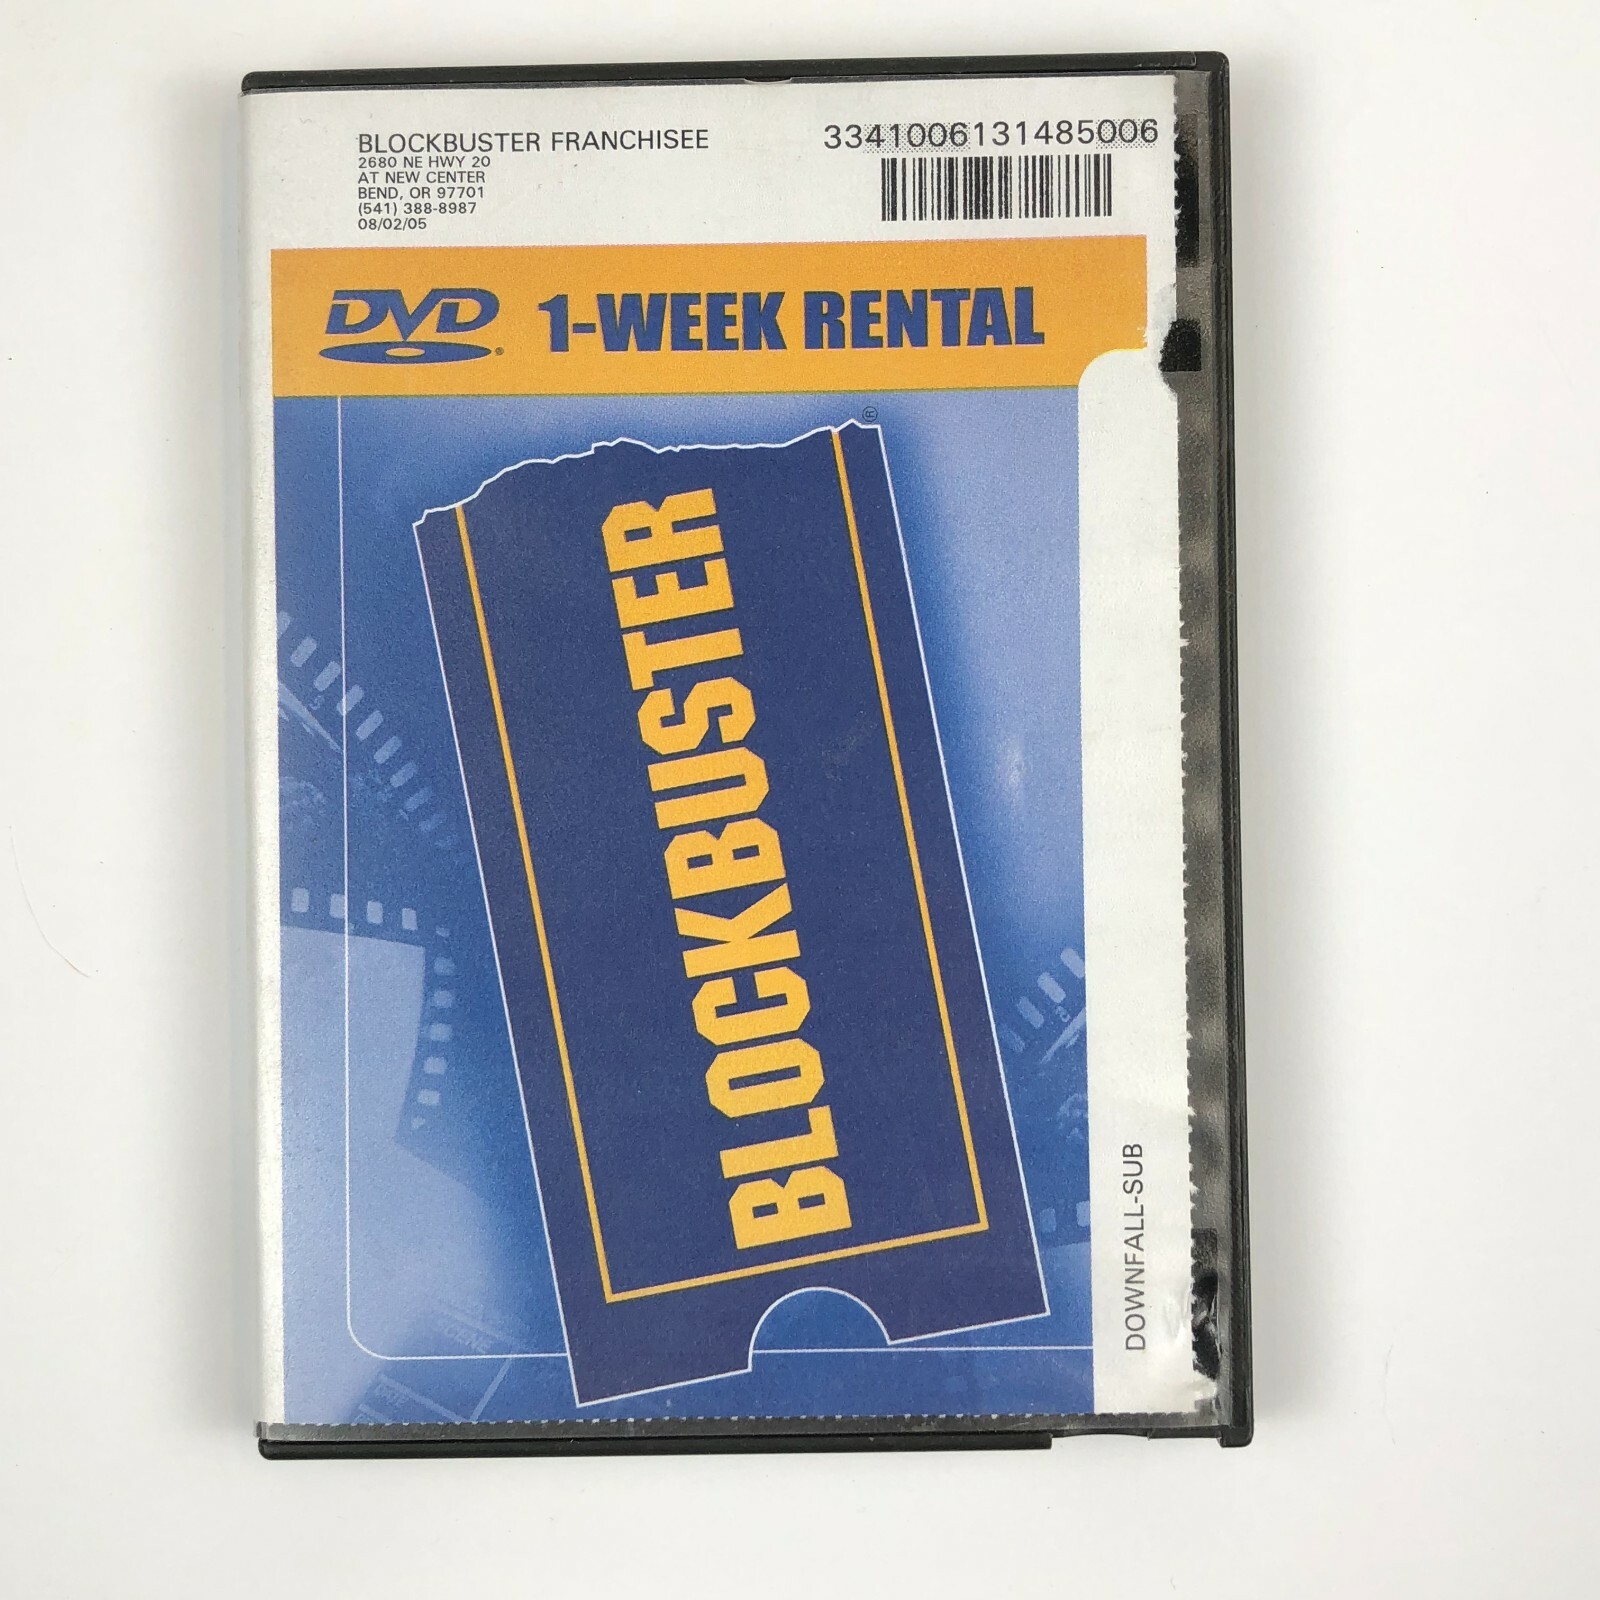 BLOCKBUSTER FRANCHISEE
2680 NE HWY 20
AT NEW CENTER
BEND, OR 97701
(541) 388-8987
08/02/05
3341006131485006
DVD® 1-WEEK RENTAL
BLOCKBUSTER®
DOWNFALL-SUB